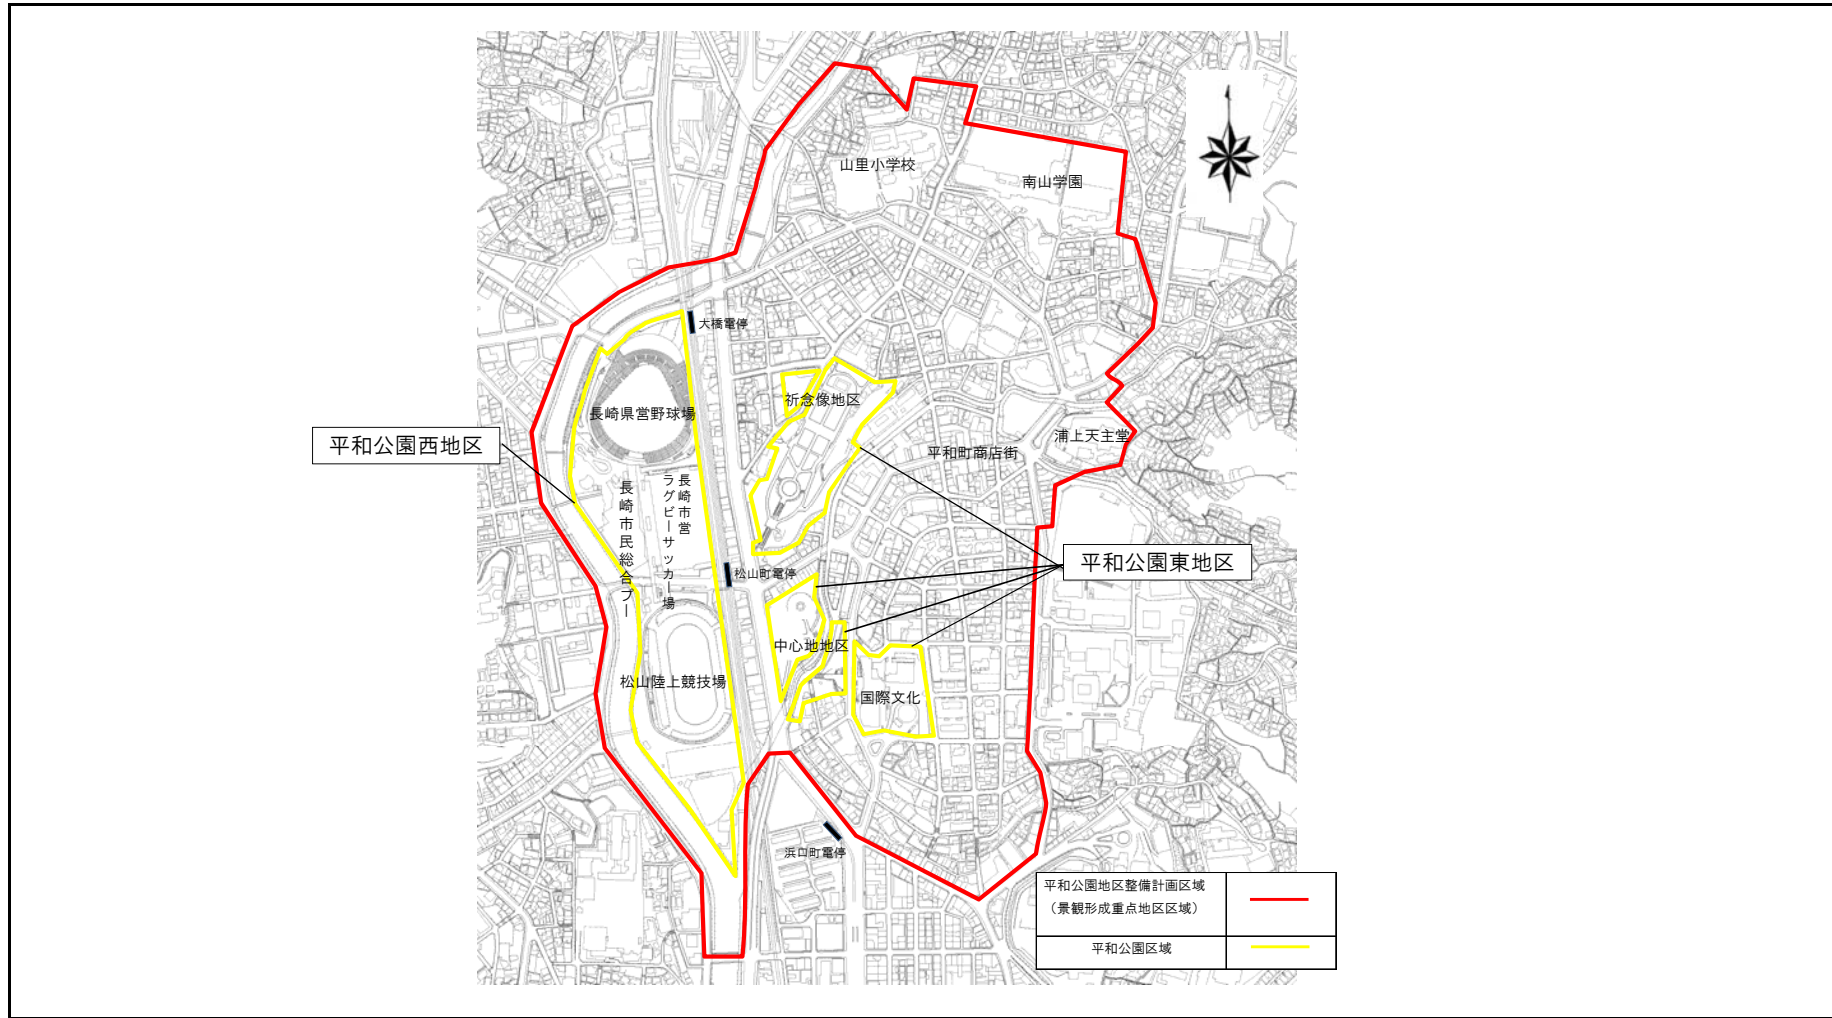 山里小学校
南山学園
大橋電停
祈念像地区
長崎県営野球場
浦上天主堂
平和公園西地区
平和町商店街
長崎市営
ラグビーサッカー場
長崎市民総合プー
平和公園東地区
松山町電停
中心地地区
松山陸上競技場
国際文化
浜口町電停
平和公園地区整備計画区域
（景観形成重点地区区域）
平和公園区域